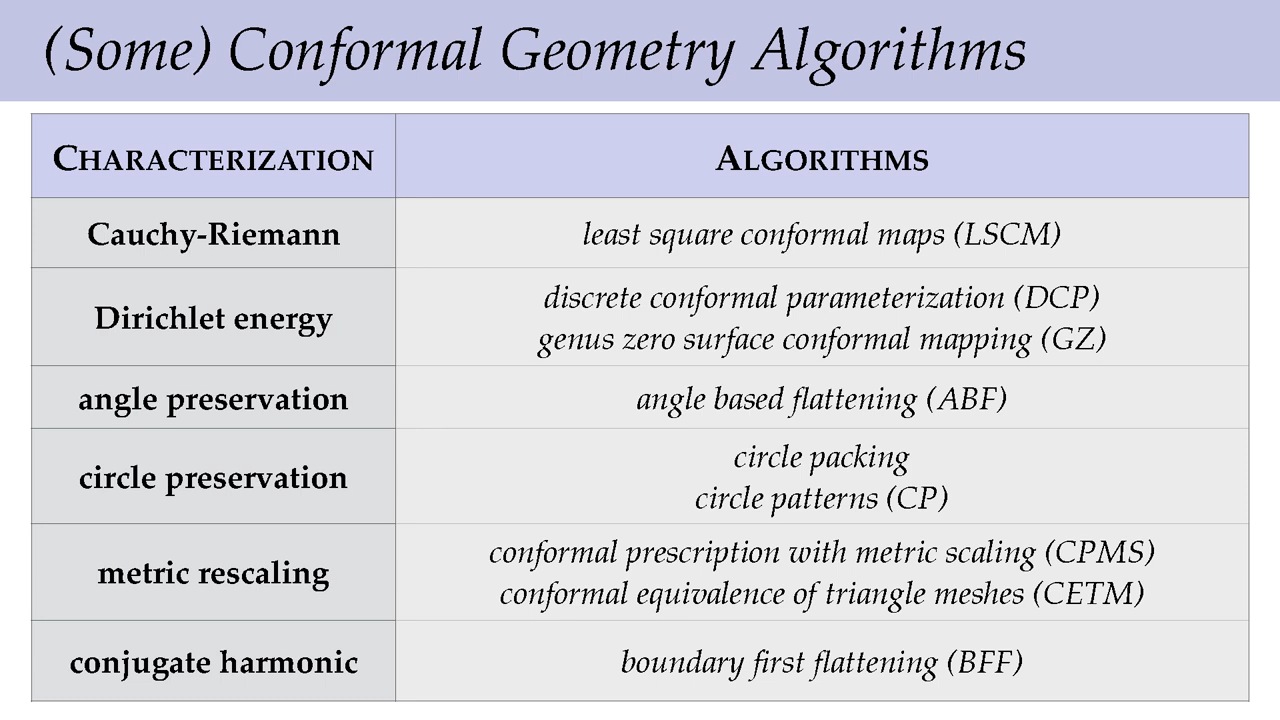 (Some) Conformal Geometry Algorithms
CHARACTERIZATION
ALGORITHMS
Cauchy-Riemann
least square conformal maps (LSCM)
Dirichlet energy
discrete conformal parameterization (DCP)
genus zero surface conformal mapping (GZ)
angle preservation
angle based flattening (ABF)
circle preservation
circle packing
circle patterns (CP)
metric rescaling
conformal prescription with metric scaling (CPMS)
conformal equivalence of triangle meshes (CETM)
conjugate harmonic
boundary first flattening (BFF)